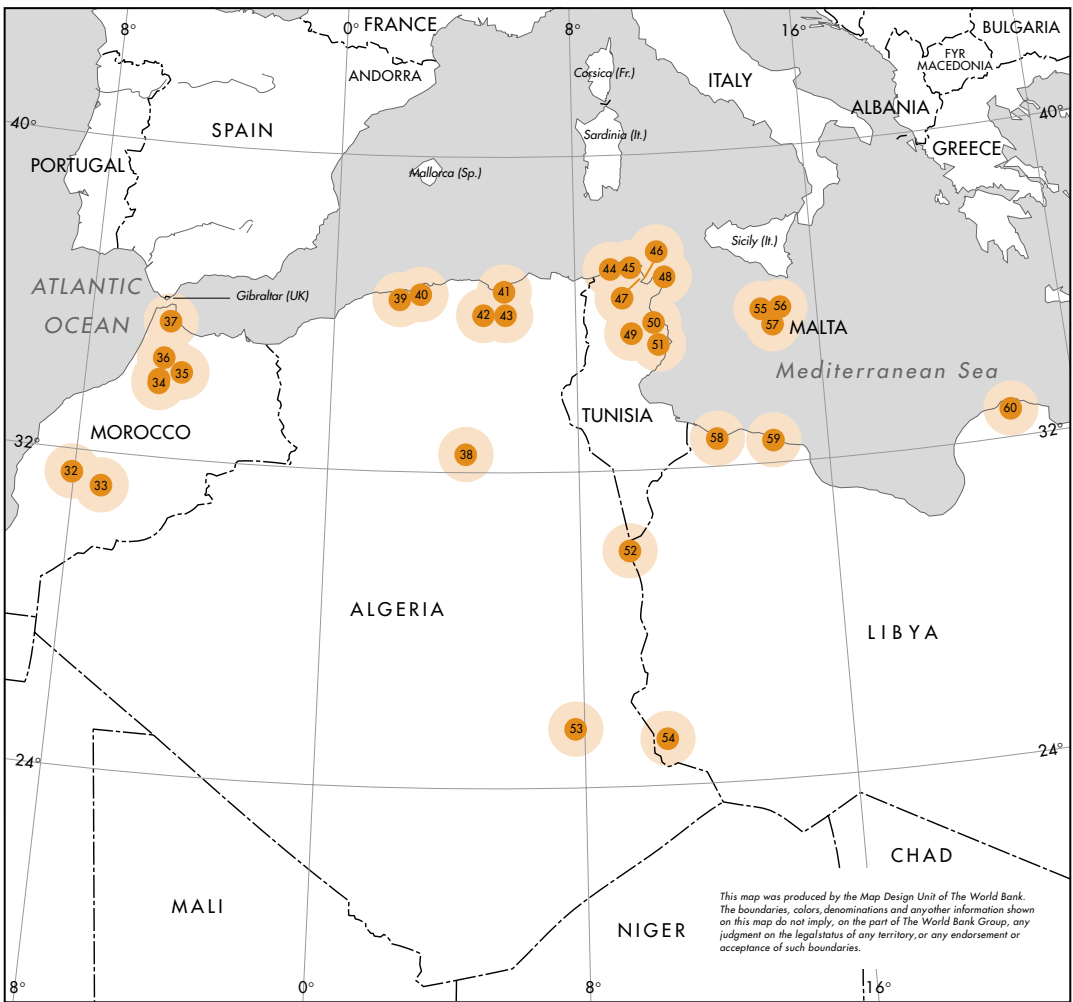 8°
0°
FRANCE
8°
16°
BULGARIA
FYR
MACEDONIA
ANDORRA
Corsica (Fr.)
ITALY
ALBANIA
40°
40°
SPAIN
Sardinia (It.)
GREECE
PORTUGAL
Mallorca (Sp.)
Sicily (It.)
46
44
45
48
ATLANTIC
OCEAN
Gibraltar (UK)
39
40
41
47
55
56
37
42
43
50
57
MALTA
49
51
36
35
34
Mediterranean Sea
60
TUNISIA
32°
MOROCCO
58
59
32°
38
32
33
52
ALGERIA
LIBYA
53
54
24°
24°
CHAD
MALI
NIGER
This map was produced by the Map Design Unit of The World Bank.
The boundaries, colors, denominations and anyother information shown
on this map do not imply, on the part of The World Bank Group, any
judgment on the legalstatus of any territory, or any endorsement or
acceptance of such boundaries.
8°
0°
8°
16°